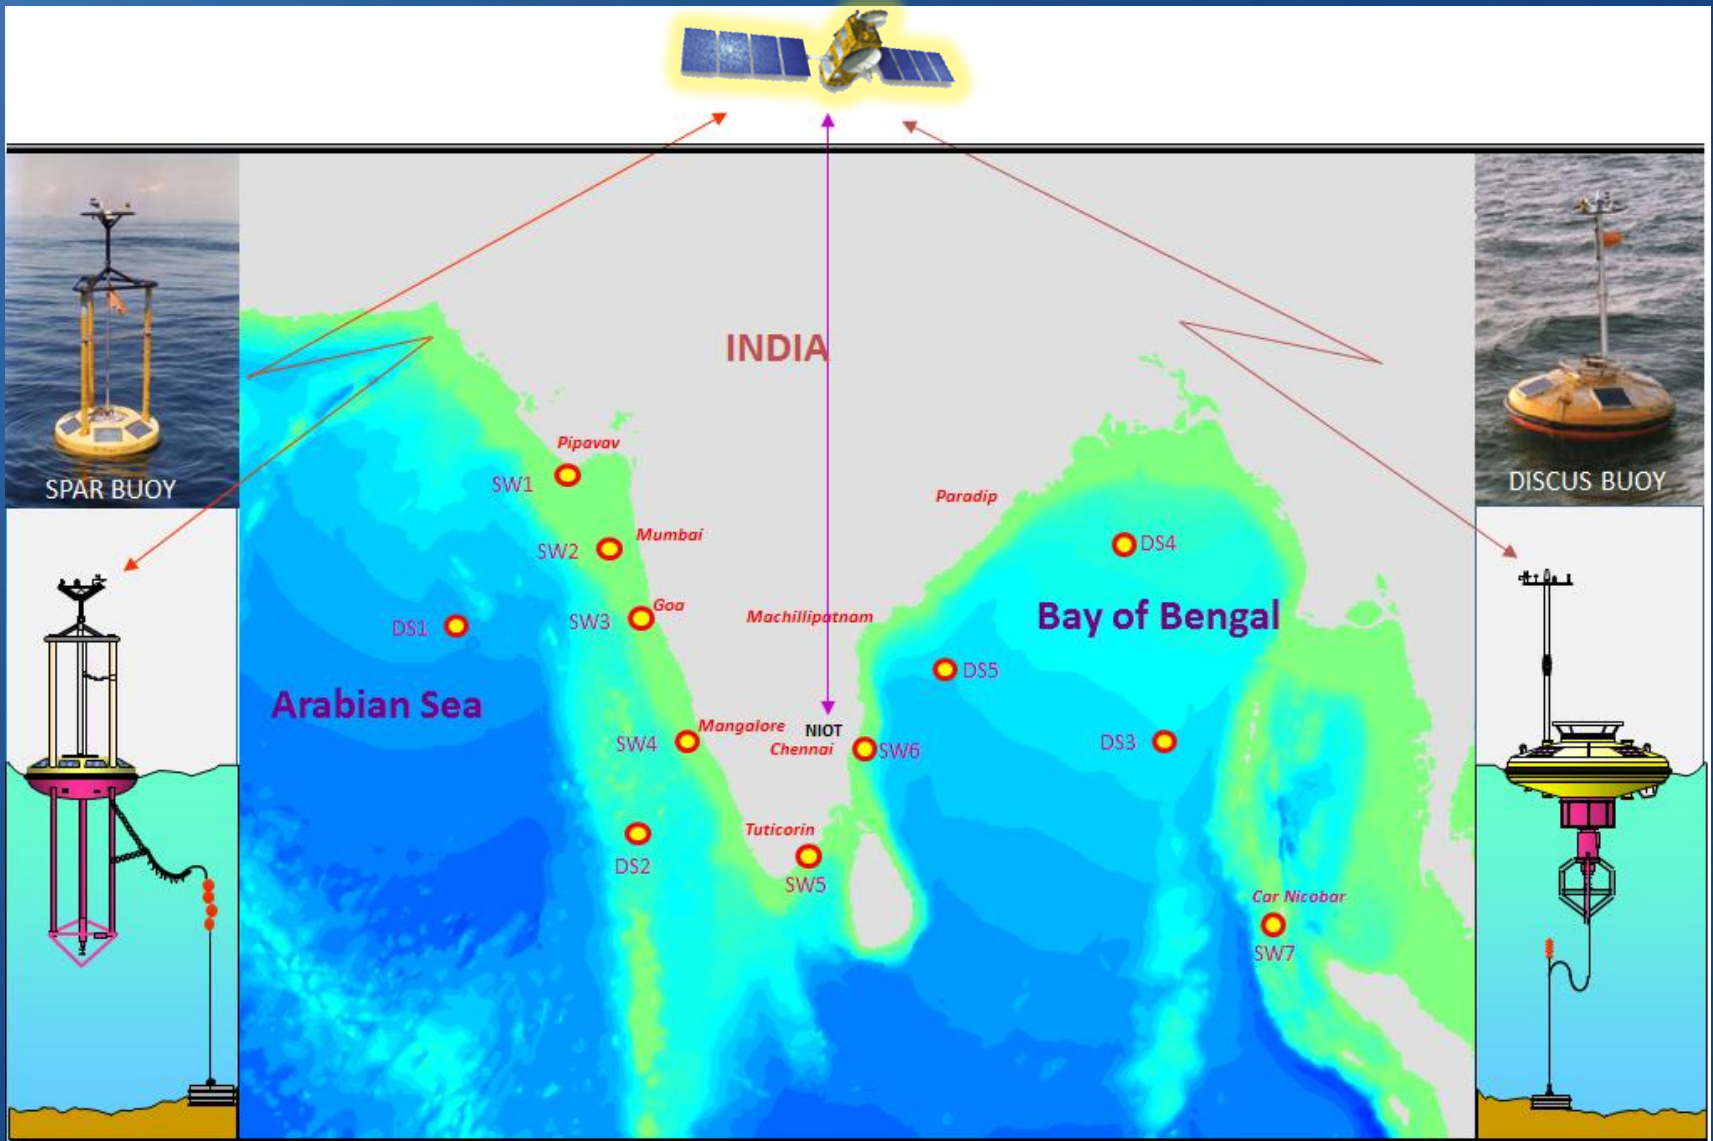 INDIA
Pipavav
SW1
SPAR BUOY
DISCUS BUOY
Paradip
Mumbai
SW2
DS4
Goa
SW3
DS1
Machillipatnam
Bay of Bengal
DS5
Arabian Sea
Mangalore
SW4
NIOT
Chennai
SW6
DS3
Tuticorin
DS2
SW5
Car Nicobar
SW7